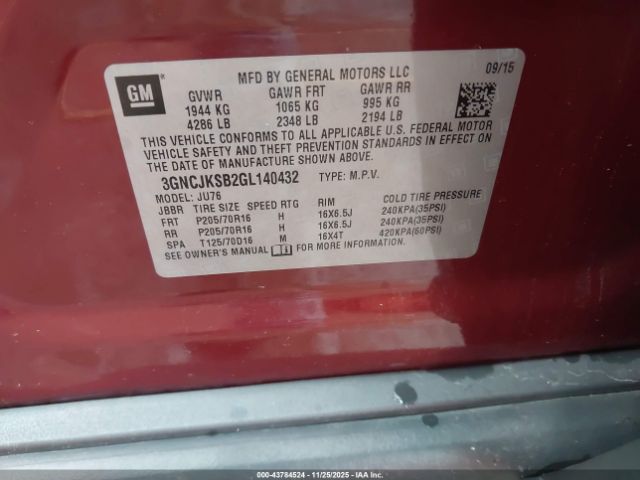 GM
MFD BY GENERAL MOTORS LLC
09/15
GVWR GAWR FRT GAWR RR
1944 KG 1065 KG 995 KG
4286 LB 2348 LB 2194 LB
THIS VEHICLE CONFORMS TO ALL APPLICABLE U.S. FEDERAL MOTOR
VEHICLE SAFETY AND THEFT PREVENTION STANDARDS IN EFFECT ON
THE DATE OF MANUFACTURE SHOWN ABOVE.
3GNCJKSB2GL140432 TYPE: M.P.V.
MODEL: JU76
JBBR TIRE SIZE SPEED RTG RIM COLD TIRE PRESSURE
FRT P205/70R16 H 16X6.5J 240KPA(35PSI)
RR P205/70R16 H 16X6.5J 240KPA(35PSI)
SPA T125/70D16 M 16X4T 420KPA(60PSI)
SEE OWNER'S MANUAL FOR MORE INFORMATION.
000-43784524 | 11/25/2025 - IAAI.COM